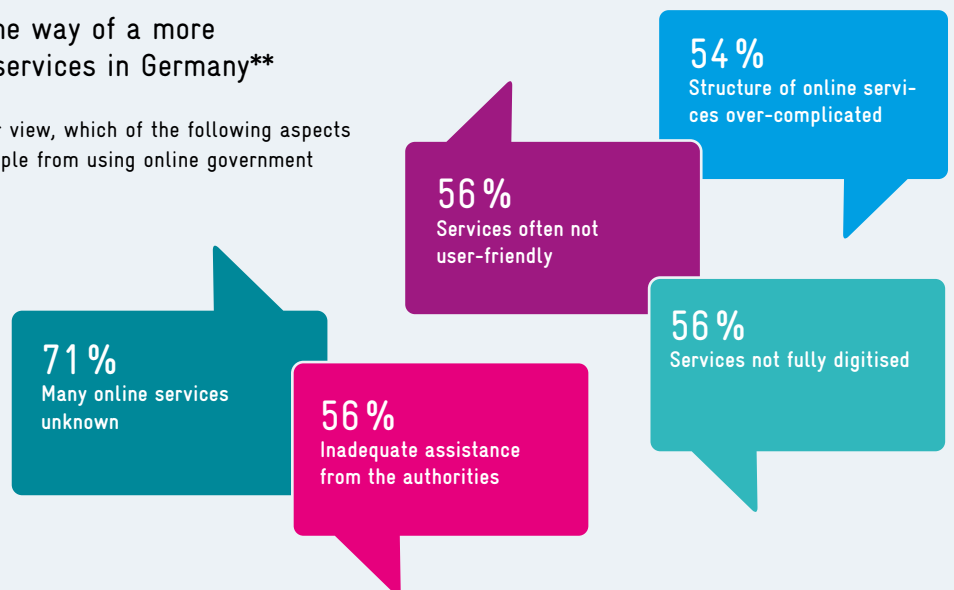 ne way of a more
services in Germany**
r view, which of the following aspects
ple from using online government
54 %
Structure of online servi-
ces over-complicated
56 %
Services often not
user-friendly
56 %
Services not fully digitised
71 %
Many online services
unknown
56 %
Inadequate assistance
from the authorities